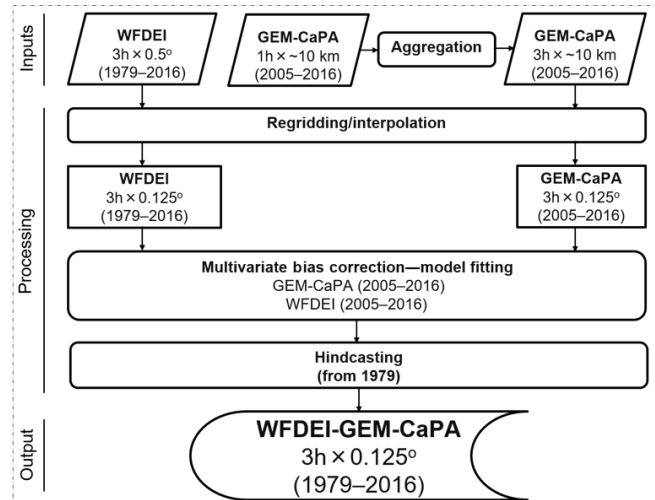 Inputs
WFDEI
3h × 0.5°
(1979–2016)
GEM-CaPA
1h × ~10 km
(2005–2016)
Aggregation
GEM-CaPA
3h × ~10 km
(2005–2016)
Processing
Regridding/interpolation
WFDEI
3h × 0.125°
(1979–2016)
GEM-CaPA
3h × 0.125°
(2005–2016)
Multivariate bias correction—model fitting
GEM-CaPA (2005–2016)
WFDEI (2005–2016)
Hindcasting
(from 1979)
Output
WFDEI-GEM-CaPA
3h × 0.125°
(1979–2016)